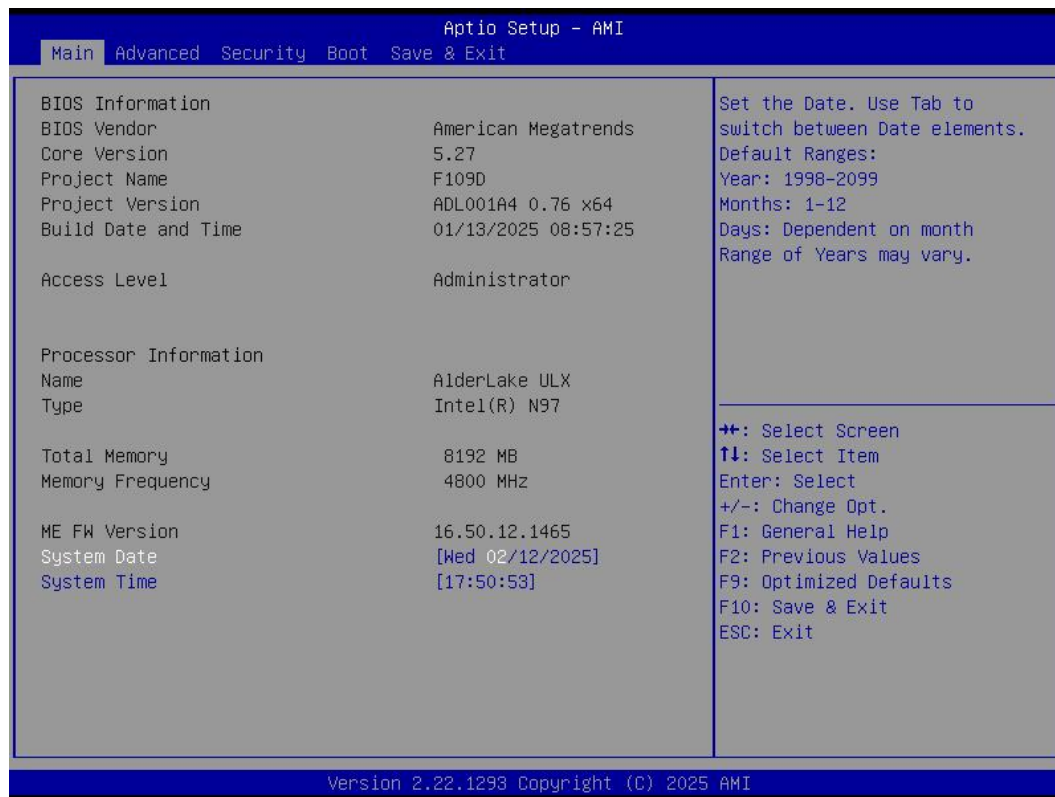 Aptio Setup – AMI
Main Advanced Security Boot Save & Exit
BIOS Information
BIOS Vendor American Megatrends
Core Version 5.27
Project Name F109D
Project Version ADL001A4 0.76 x64
Build Date and Time 01/13/2025 08:57:25
Access Level Administrator
Processor Information
Name AlderLake ULX
Type Intel(R) N97
Total Memory 8192 MB
Memory Frequency 4800 MHz
ME FW Version 16.50.12.1465
System Date [Wed 02/12/2025]
System Time [17:50:53]
Set the Date. Use Tab to
switch between Date elements.
Default Ranges:
Year: 1998-2099
Months: 1-12
Days: Dependent on month
Range of Years may vary.
→←: Select Screen
↑↓: Select Item
Enter: Select
+/-: Change Opt.
F1: General Help
F2: Previous Values
F9: Optimized Defaults
F10: Save & Exit
ESC: Exit
Version 2.22.1293 Copyright (C) 2025 AMI